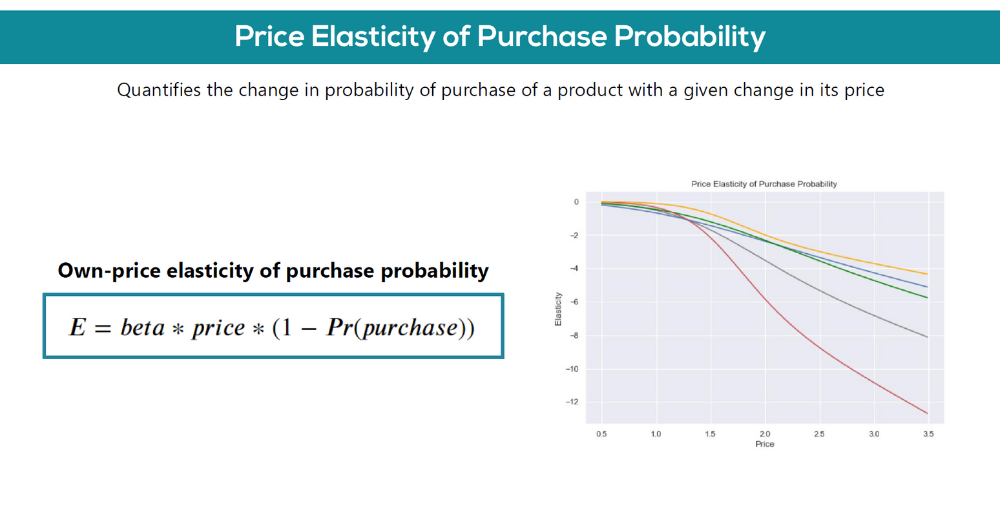 Price Elasticity of Purchase Probability
Quantifies the change in probability of purchase of a product with a given change in its price
Own-price elasticity of purchase probability
E = beta * price * (1 − Pr(purchase))
Price Elasticity of Purchase Probability
Elasticity
0
−2
−4
−6
−8
−10
−12
0.5 1.0 1.5 2.0 2.5 3.0 3.5
Price